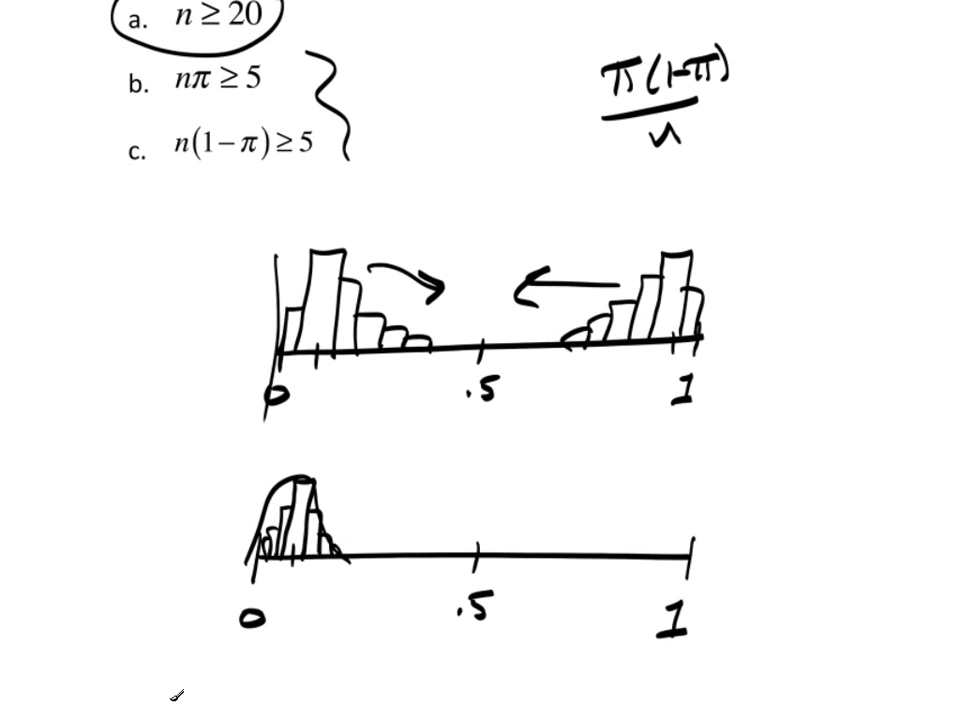 a. n ≥ 20
b. nπ ≥ 5
c. n(1−π) ≥ 5
π(1-π)
n
0 .5 1
0 .5 1